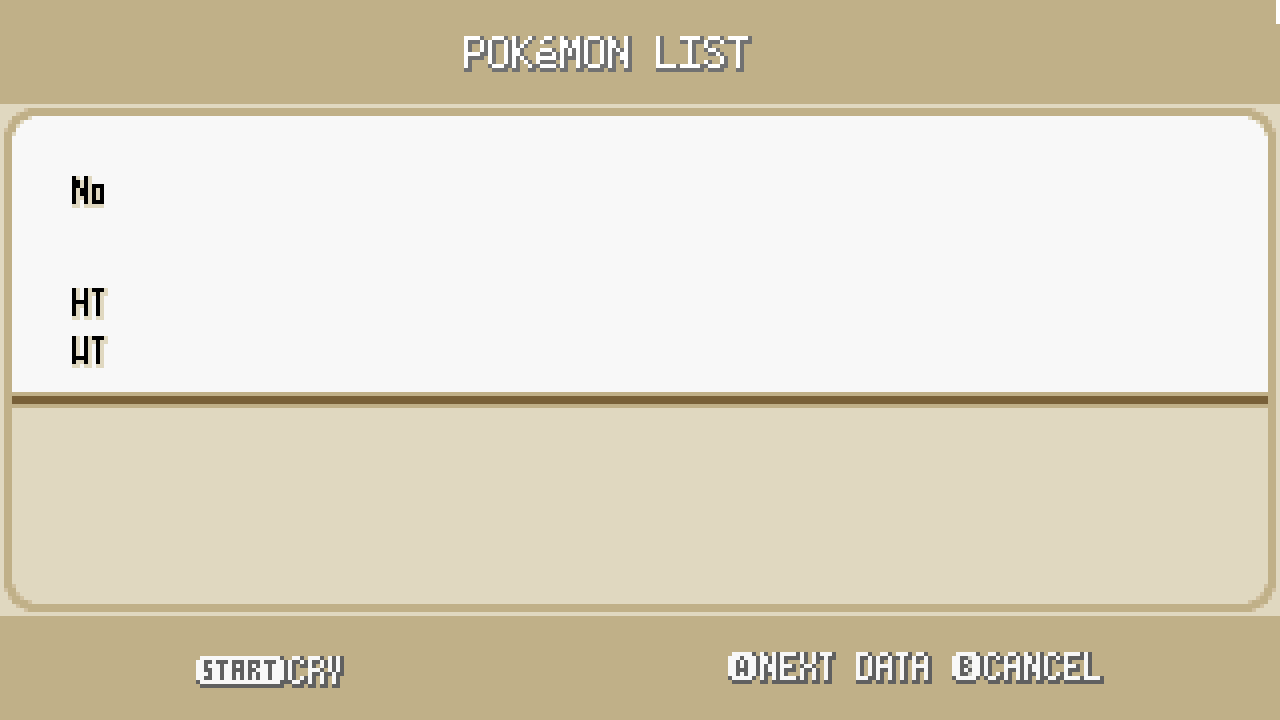 POKéMON LIST
No
HT
WT
START CRY
A NEXT DATA B CANCEL